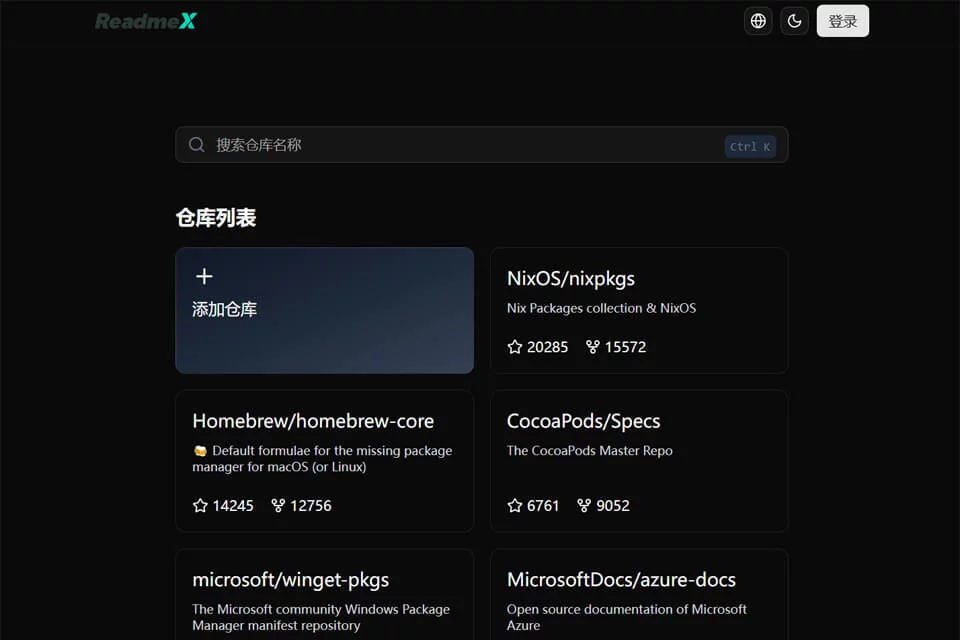 ReadmeX
登录
搜索仓库名称
Ctrl K
仓库列表
添加仓库
NixOS/nixpkgs
Nix Packages collection & NixOS
20285 15572
Homebrew/homebrew-core
🍻 Default formulae for the missing package
manager for macOS (or Linux)
14245 12756
CocoaPods/Specs
The CocoaPods Master Repo
6761 9052
microsoft/winget-pkgs
The Microsoft community Windows Package
Manager manifest repository
MicrosoftDocs/azure-docs
Open source documentation of Microsoft
Azure